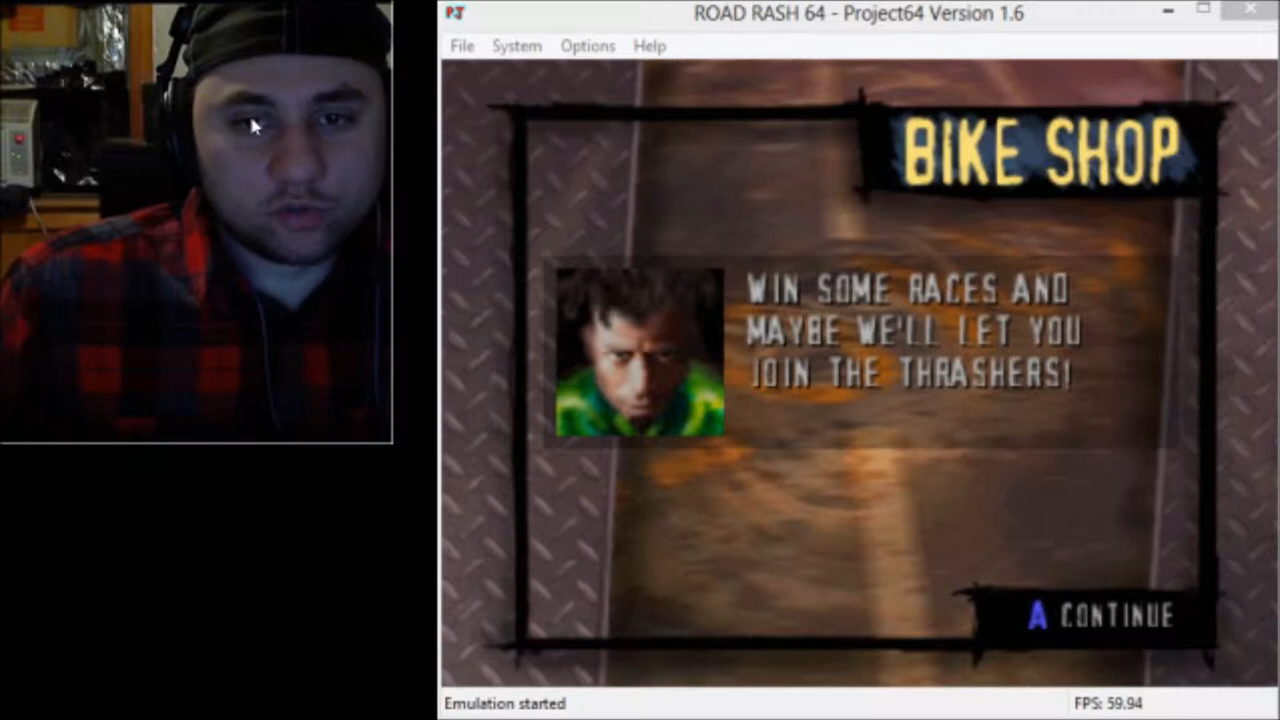 PJ ROAD RASH 64 - Project64 Version 1.6
File System Options Help
BIKE SHOP
WIN SOME RACES AND
MAYBE WE'LL LET YOU
JOIN THE THRASHERS!
A CONTINUE
Emulation started FPS: 59.94